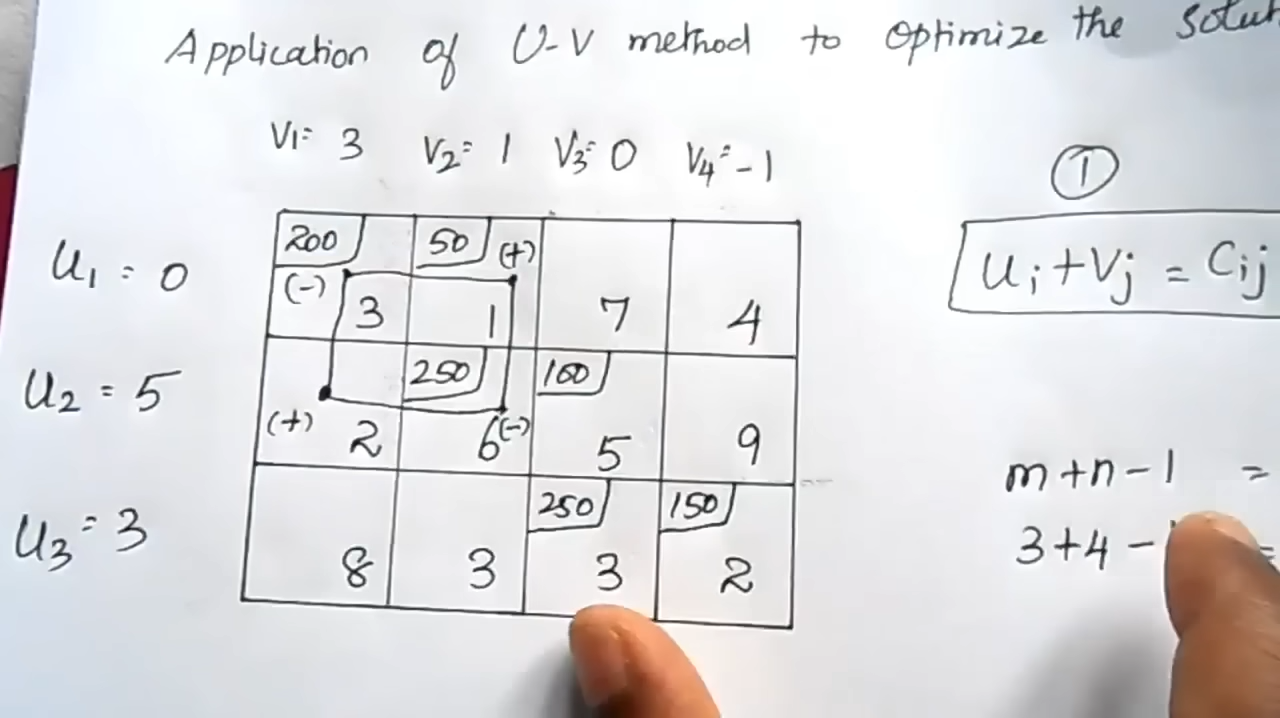 Application of U-V method to optimize the
V1= 3 V2= 1 V3= 0 V4= -1
①
U1 = 0
200 50 (+)
(-) 3 1 7 4
Ui+Vj = Cij
U2 = 5
250 100
(+) 2 6 (-) 5 9
m+n-1 =
U3= 3
250 150
3+4- =
8 3 3 2